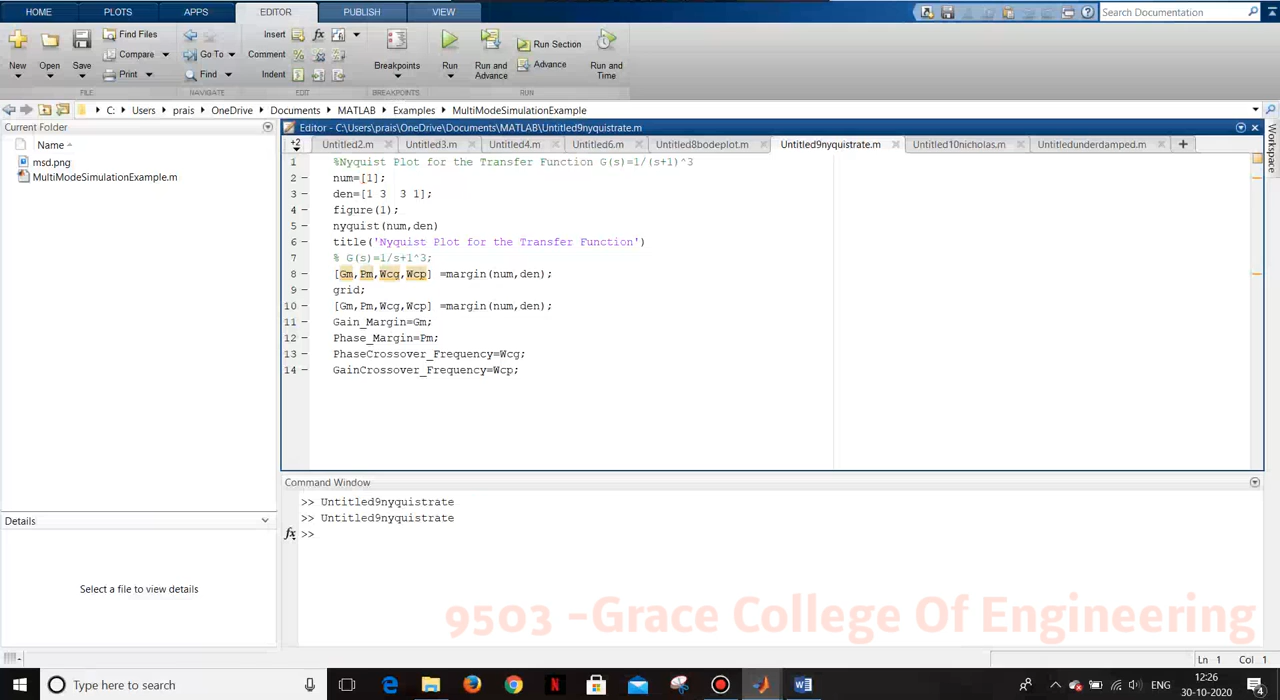 HOME PLOTS APPS EDITOR PUBLISH VIEW Search Documentation
Insert fx Find Files
Compare Go To Comment Run Section
Print Find Indent Advance
New Open Save Breakpoints Run Run and Advance Run and Time
FILE NAVIGATE EDIT BREAKPOINTS RUN
C: Users prais OneDrive Documents MATLAB Examples MultiModeSimulationExample
Current Folder
Name
msd.png
MultiModeSimulationExample.m
Details
Select a file to view details
Workspace
Editor - C:\Users\prais\OneDrive\Documents\MATLAB\Untitled9nyquistrate.m
+2 Untitled2.m Untitled3.m Untitled4.m Untitled6.m Untitled8bodeplot.m Untitled9nyquistrate.m Untitled10nicholas.m Untitledunderdamped.m
1 %Nyquist Plot for the Transfer Function G(s)=1/(s+1)^3
2 num=[1];
3 den=[1 3 3 1];
4 figure(1);
5 nyquist(num,den)
6 title('Nyquist Plot for the Transfer Function')
7 % G(s)=1/s+1^3;
8 [Gm,Pm,Wcg,Wcp] =margin(num,den);
9 grid;
10 [Gm,Pm,Wcg,Wcp] =margin(num,den);
11 Gain_Margin=Gm;
12 Phase_Margin=Pm;
13 PhaseCrossover_Frequency=Wcg;
14 GainCrossover_Frequency=Wcp;
Command Window
>> Untitled9nyquistrate
>> Untitled9nyquistrate
fx >>
9503 -Grace College Of Engineering
Ln 1 Col 1
Type here to search
ENG 12:26
30-10-2020
4